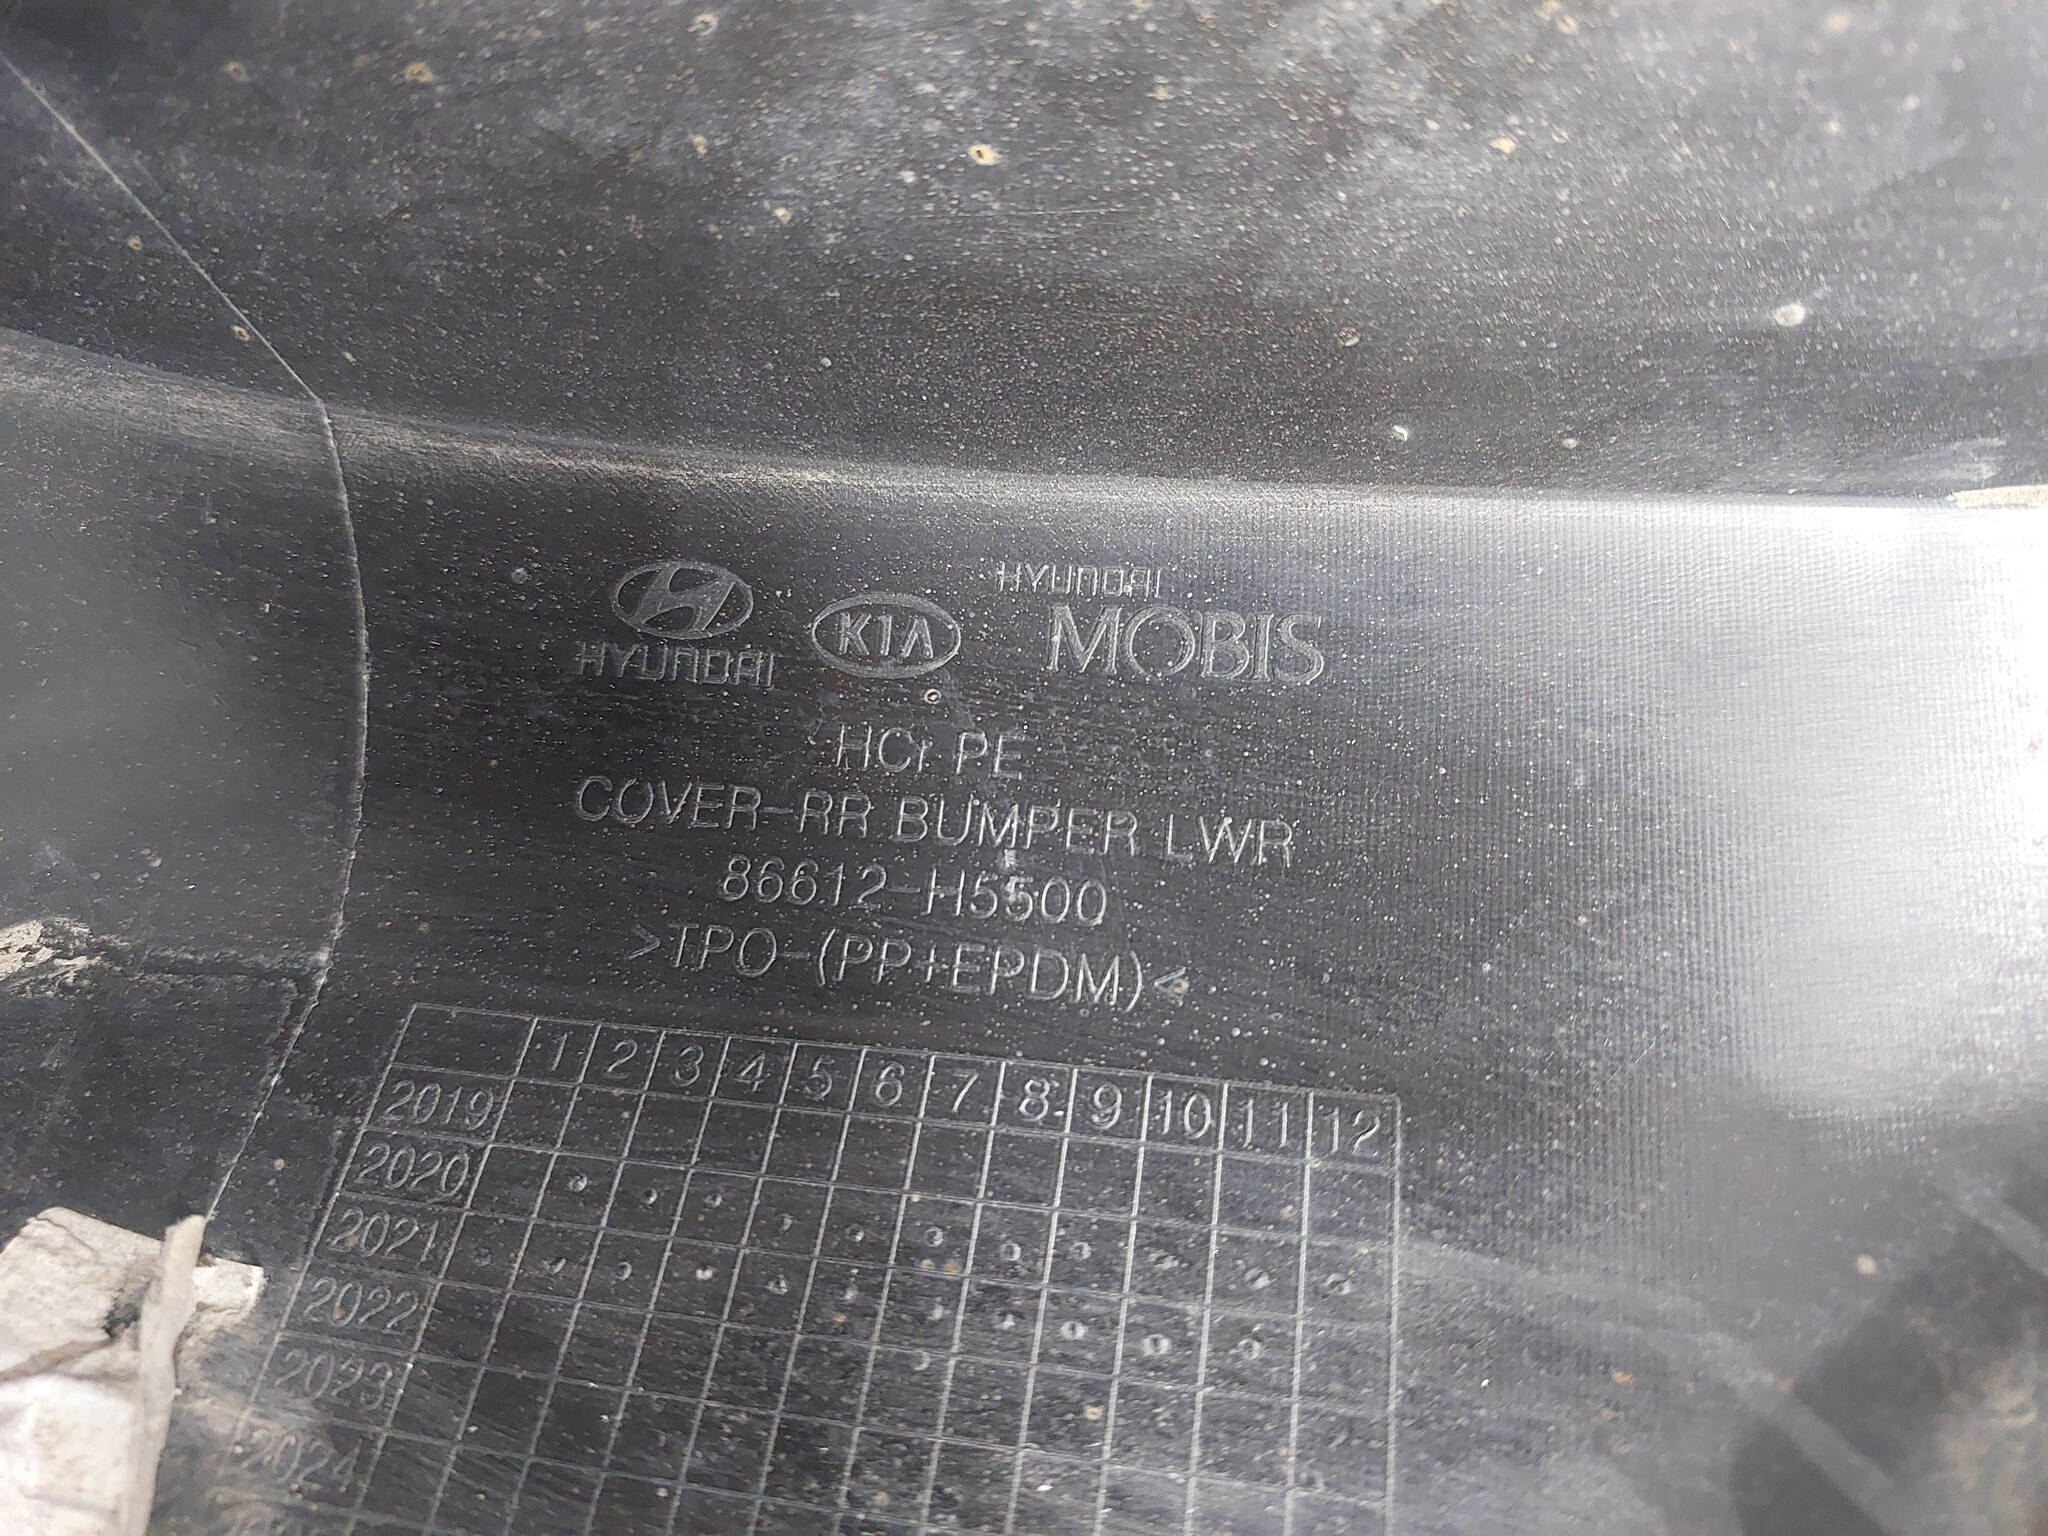 HYUNDAI
KIA
HYUNDAI
MOBIS
HCr PE
COVER-RR BUMPER LWR
86612-H5500
>TPO-(PP+EPDM)<
1 2 3 4 5 6 7 8 9 10 11 12
2019
2020
2021
2022
2023
2024